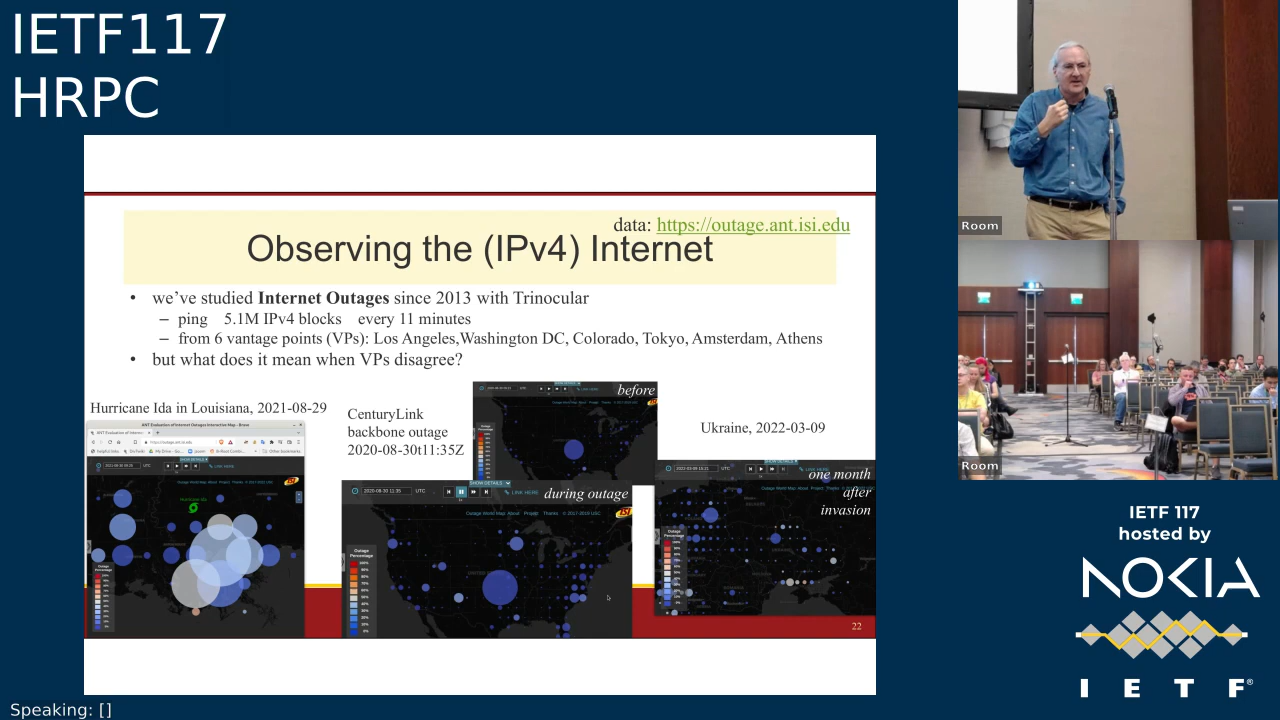 IETF117
HRPC
data: https://outage.ant.isi.edu
Observing the (IPv4) Internet
• we've studied Internet Outages since 2013 with Trinocular
– ping 5.1M IPv4 blocks every 11 minutes
– from 6 vantage points (VPs): Los Angeles,Washington DC, Colorado, Tokyo, Amsterdam, Athens
• but what does it mean when VPs disagree?
Hurricane Ida in Louisiana, 2021-08-29
CenturyLink
backbone outage
2020-08-30t11:35Z
before
during outage
Ukraine, 2022-03-09
one month
after
invasion
22
Room
Room
IETF 117
hosted by
NOKIA
I E T F®
Speaking: []